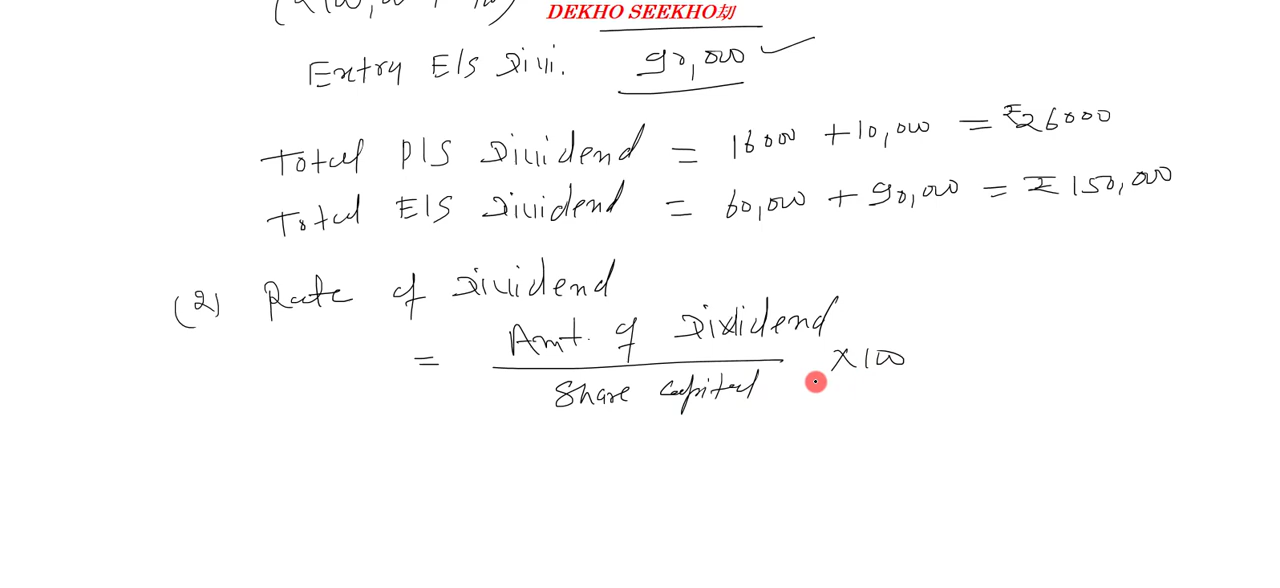 DEKHO SEEKHO
Extry E/S Divi. 90,000
Total P/S Dividend = 16000 + 10,000 = ₹26000
Total E/S Dividend = 60,000 + 90,000 = ₹150,000
(2) Rate of Dividend
= Amt. of Dividend
Share Capital × 100